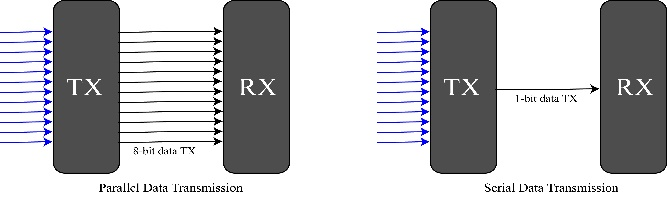 TX
RX
8-bit data TX
Parallel Data Transmission
TX
RX
1-bit data TX
Serial Data Transmission